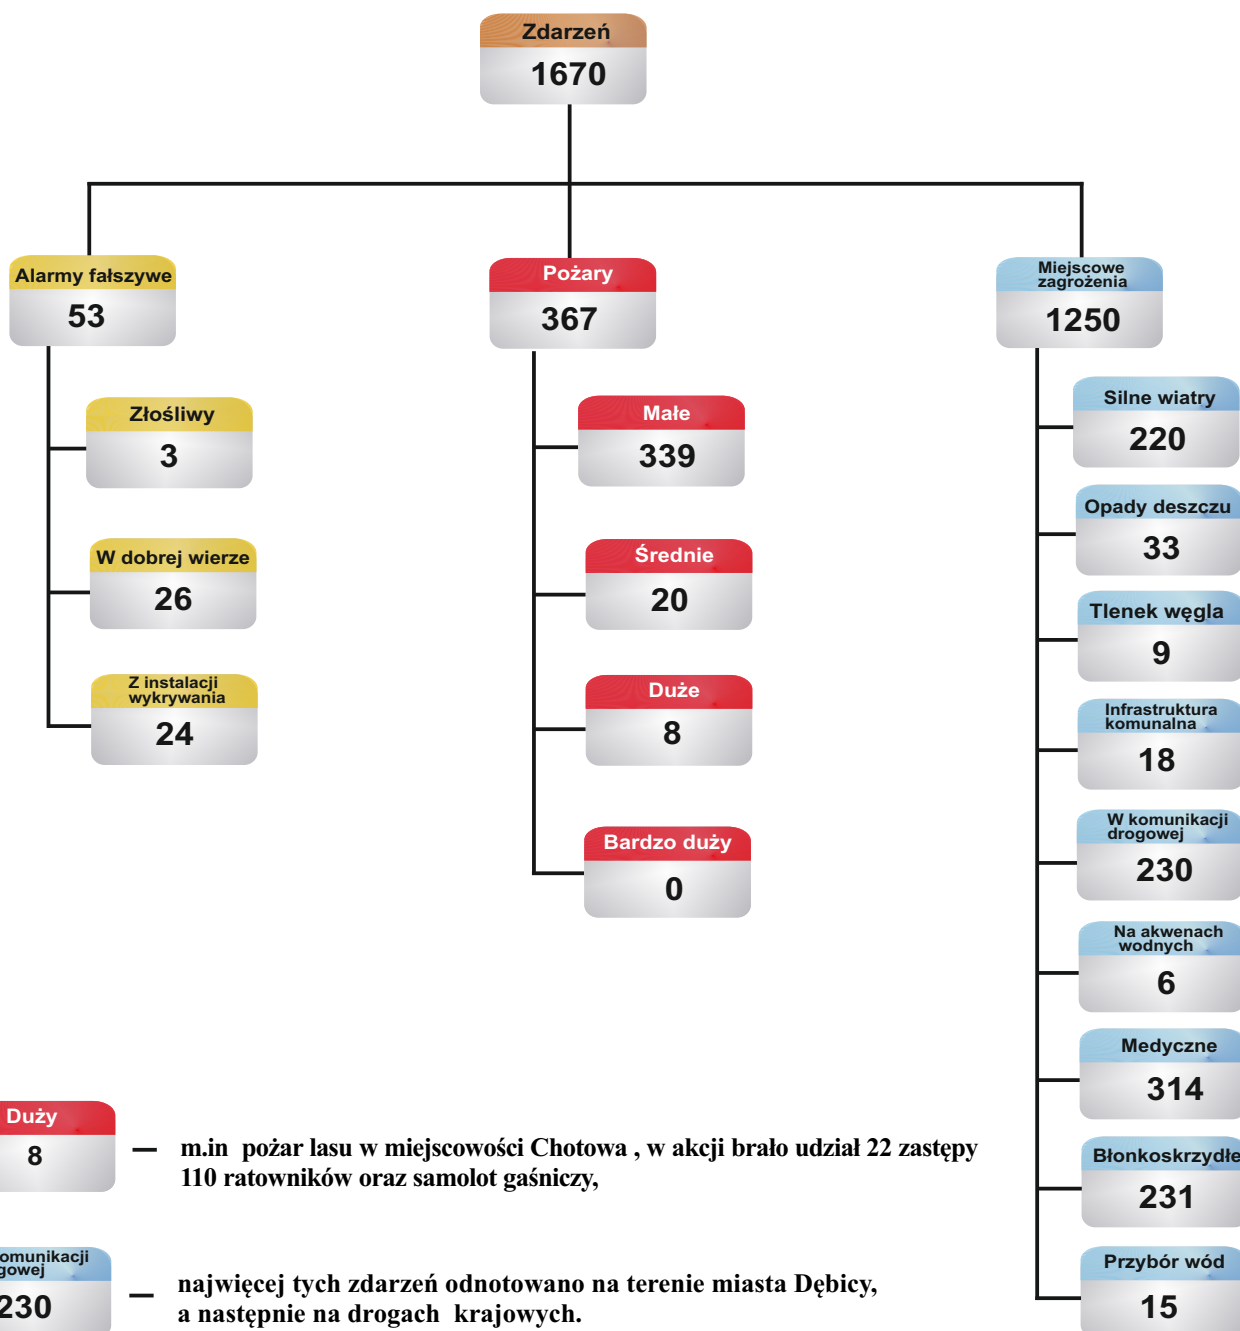 Zdarzeń
1670
Alarmy fałszywe
53
Złośliwy
3
W dobrej wierze
26
Z instalacji
wykrywania
24
Pożary
367
Małe
339
Średnie
20
Duże
8
Bardzo duży
0
Miejscowe
zagrożenia
1250
Silne wiatry
220
Opady deszczu
33
Tlenek węgla
9
Infrastruktura
komunalna
18
W komunikacji
drogowej
230
Na akwenach
wodnych
6
Medyczne
314
Błonkoskrzydłe
231
Przybór wód
15
Duży
8
— m.in pożar lasu w miejscowości Chotowa , w akcji brało udział 22 zastępy
110 ratowników oraz samolot gaśniczy,
omunikacji
gowej
230
— najwięcej tych zdarzeń odnotowano na terenie miasta Dębicy,
a następnie na drogach krajowych.